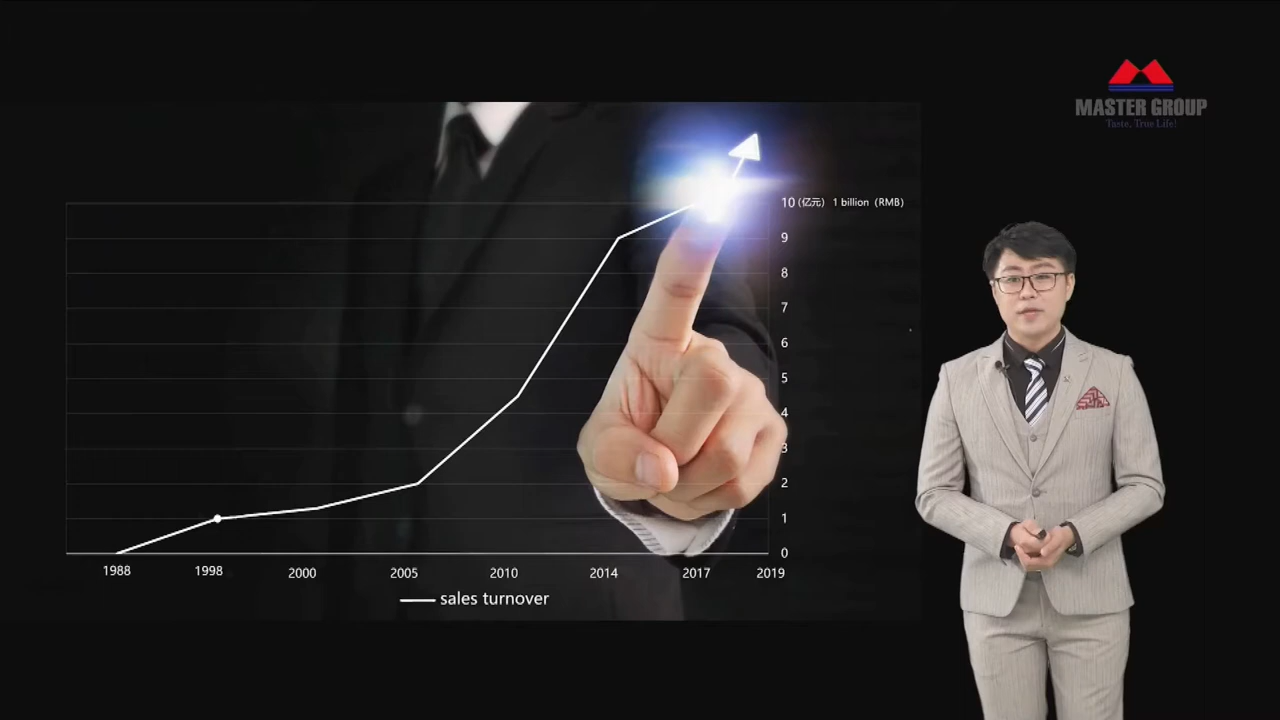 MASTER GROUP
Taste, True Life!
10 (亿元) 1 billion (RMB)
9
8
7
6
5
4
3
2
1
0
1988 1998 2000 2005 2010 2014 2017 2019
sales turnover